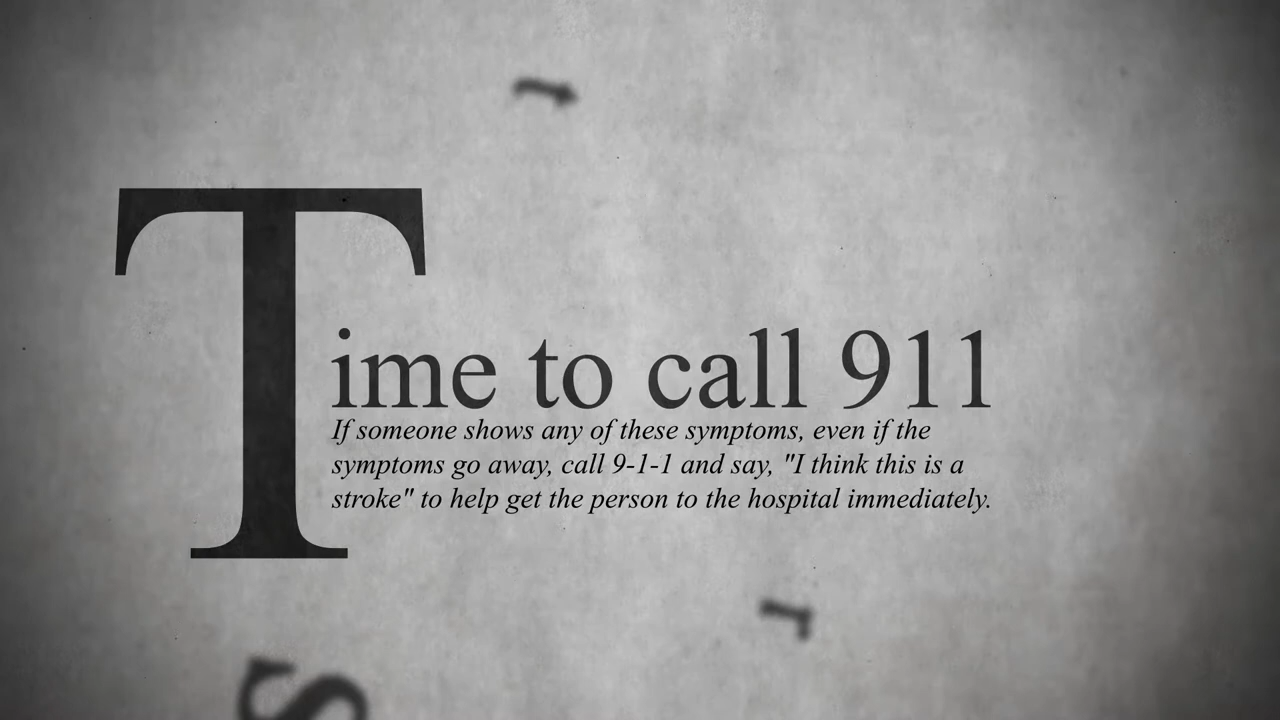 Time to call 911
If someone shows any of these symptoms, even if the
symptoms go away, call 9-1-1 and say, "I think this is a
stroke" to help get the person to the hospital immediately.